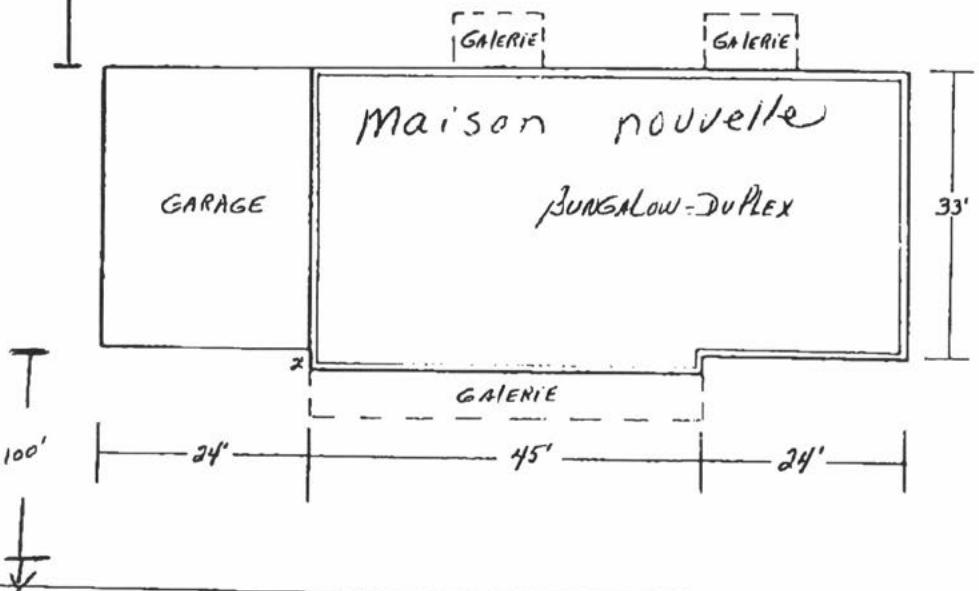 GALERIE GALERIE
Maison nouvelle
GARAGE BUNGALOW-DUPLEX 33'
2
GALERIE
100' 24' 45' 24'